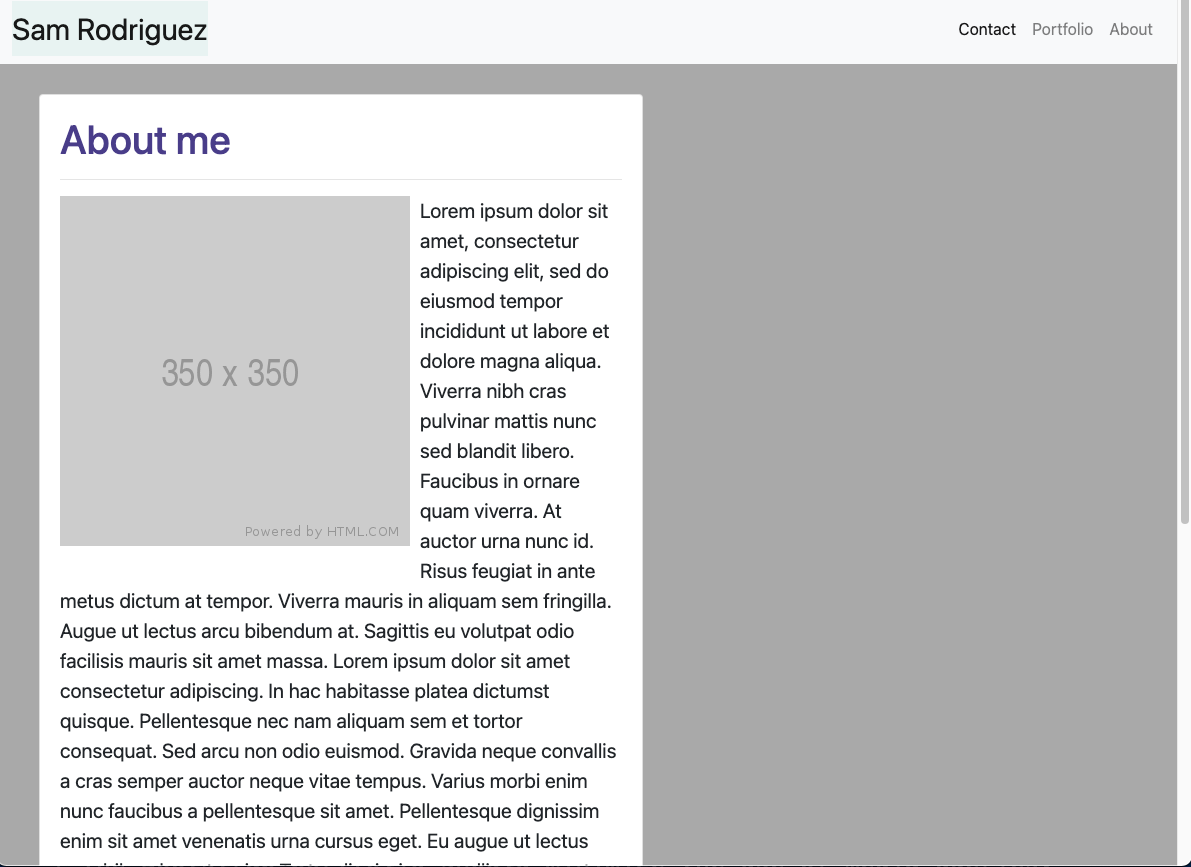 Sam Rodriguez
Contact Portfolio About
About me
350 x 350
Powered by HTML.COM
Lorem ipsum dolor sit
amet, consectetur
adipiscing elit, sed do
eiusmod tempor
incididunt ut labore et
dolore magna aliqua.
Viverra nibh cras
pulvinar mattis nunc
sed blandit libero.
Faucibus in ornare
quam viverra. At
auctor urna nunc id.
Risus feugiat in ante
metus dictum at tempor. Viverra mauris in aliquam sem fringilla.
Augue ut lectus arcu bibendum at. Sagittis eu volutpat odio
facilisis mauris sit amet massa. Lorem ipsum dolor sit amet
consectetur adipiscing. In hac habitasse platea dictumst
quisque. Pellentesque nec nam aliquam sem et tortor
consequat. Sed arcu non odio euismod. Gravida neque convallis
a cras semper auctor neque vitae tempus. Varius morbi enim
nunc faucibus a pellentesque sit amet. Pellentesque dignissim
enim sit amet venenatis urna cursus eget. Eu augue ut lectus